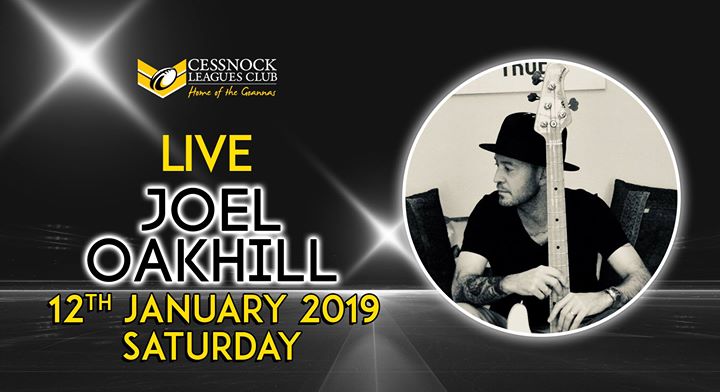 CESSNOCK
LEAGUES CLUB
Home of the Goannas
LIVE
JOEL
OAKHILL
12TH JANUARY 2019
SATURDAY